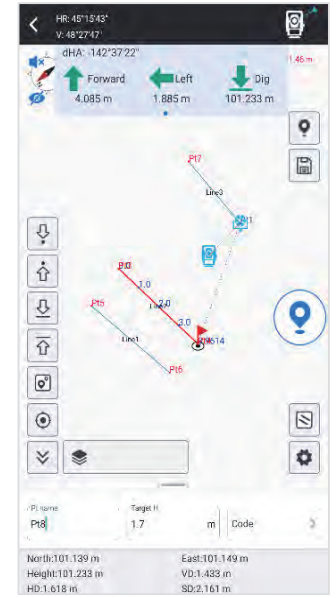 HR: 45°15'43"
V: 48°27'47"
dHA: -142°37'22"
Forward
Left
Dig
4.085 m
1.885 m
101.233 m
1.46 m
Pt7
Line3
1.0
2.0
3.0
Pt5
Line1
Pt6
Pt name
Target H
Pt8
1.7
m
Code
North:101.139 m
East:101.149 m
Height:101.233 m
VD:1.433 m
HD:1.618 m
SD:2.161 m